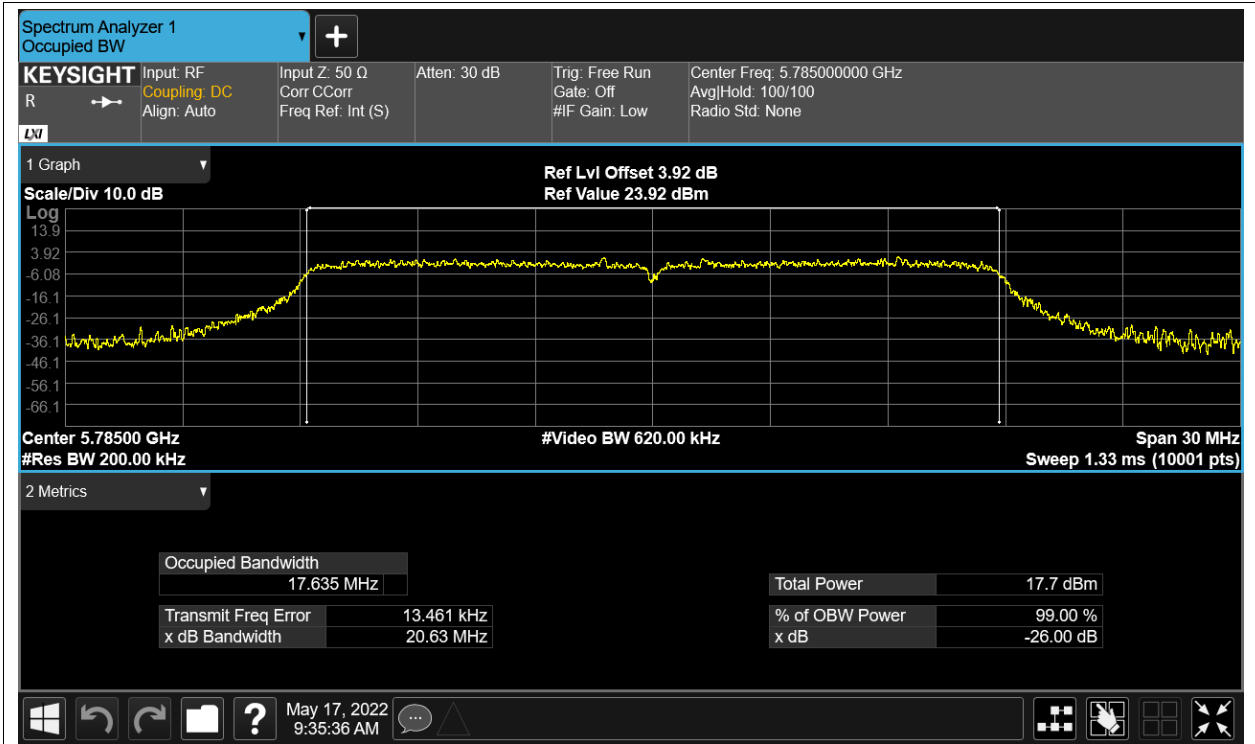 Spectrum Analyzer 1
Occupied BW
KEYSIGHT
R
LXI
Input: RF
Coupling: DC
Align: Auto
Input Z: 50 Ω
Corr CCorr
Freq Ref: Int (S)
Atten: 30 dB
Trig: Free Run
Gate: Off
#IF Gain: Low
Center Freq: 5.785000000 GHz
Avg|Hold: 100/100
Radio Std: None
1 Graph
Scale/Div 10.0 dB
Ref Lvl Offset 3.92 dB
Ref Value 23.92 dBm
Log
13.9
3.92
-6.08
-16.1
-26.1
-36.1
-46.1
-56.1
-66.1
Center 5.78500 GHz
#Res BW 200.00 kHz
#Video BW 620.00 kHz
Span 30 MHz
Sweep 1.33 ms (10001 pts)
2 Metrics
Occupied Bandwidth
17.635 MHz
Transmit Freq Error 13.461 kHz
x dB Bandwidth 20.63 MHz
Total Power 17.7 dBm
% of OBW Power 99.00 %
x dB -26.00 dB
?
May 17, 2022
9:35:36 AM